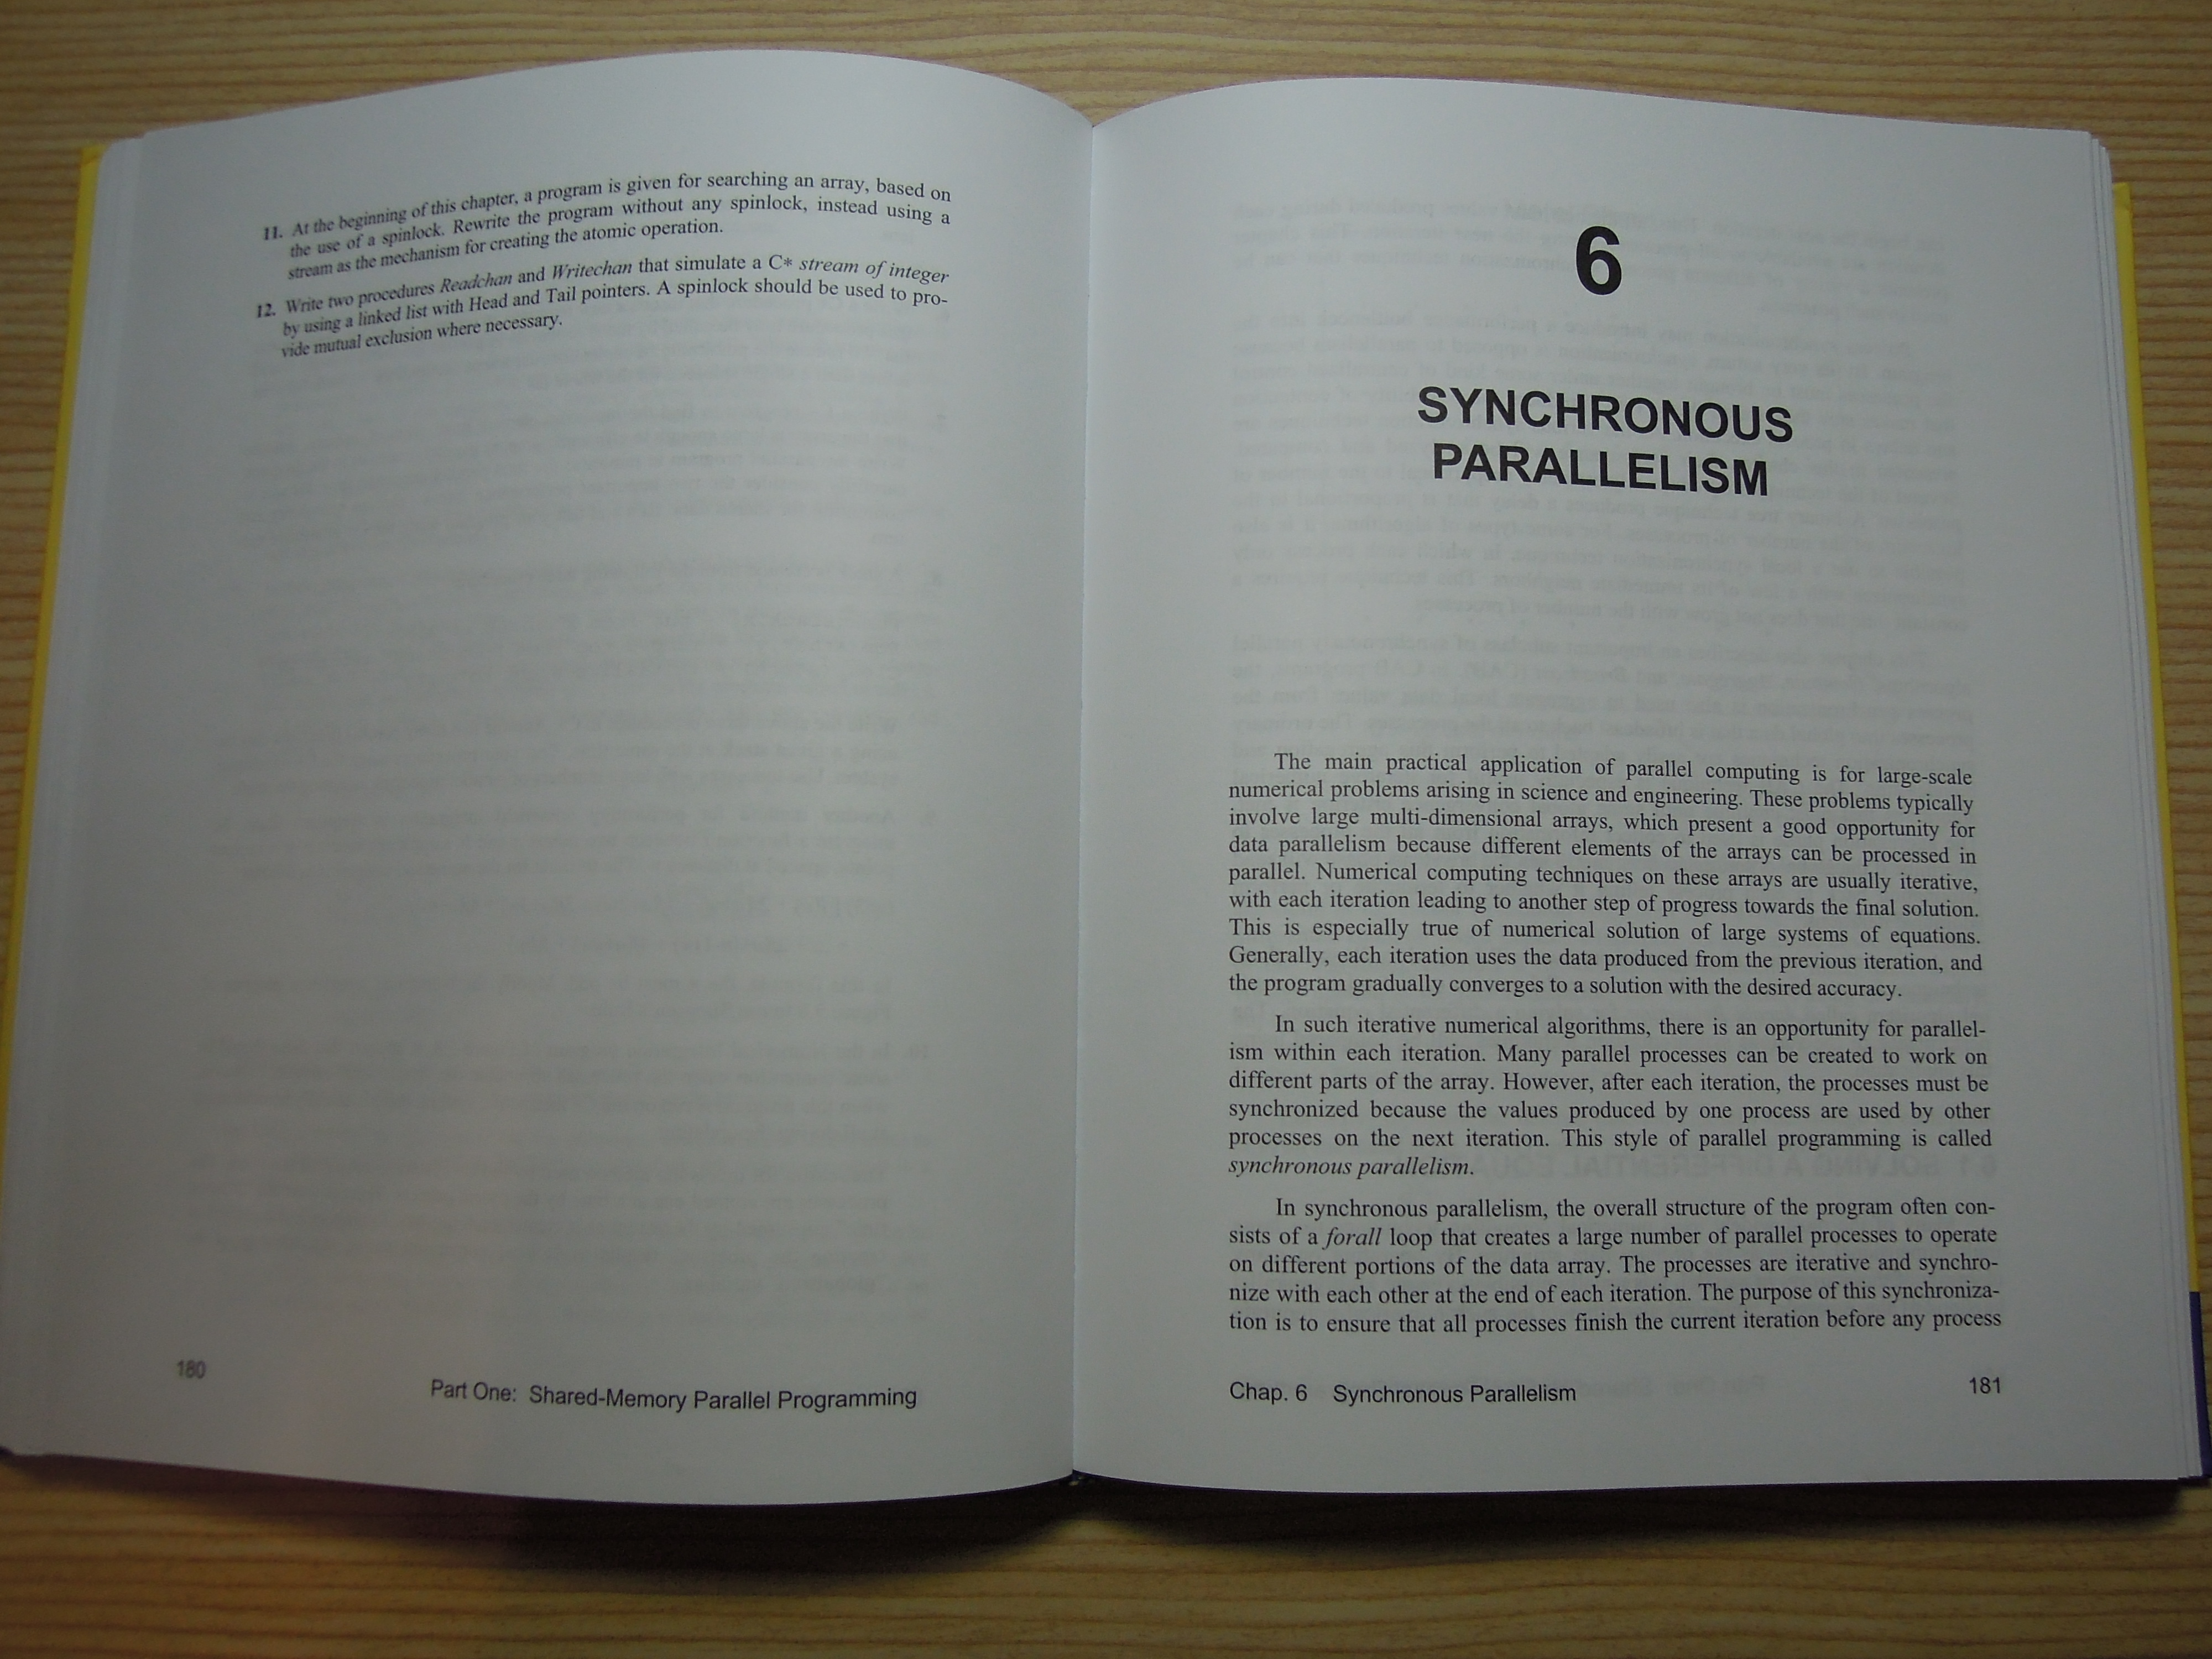 11. At the beginning of this chapter, a program is given for searching an array, based on
the use of a spinlock. Rewrite the program without any spinlock, instead using a
stream as the mechanism for creating the atomic operation.
12. Write two procedures Readchan and Writechan that simulate a C* stream of integer
by using a linked list with Head and Tail pointers. A spinlock should be used to pro-
vide mutual exclusion where necessary.
180
Part One: Shared-Memory Parallel Programming
6
SYNCHRONOUS
PARALLELISM
The main practical application of parallel computing is for large-scale
numerical problems arising in science and engineering. These problems typically
involve large multi-dimensional arrays, which present a good opportunity for
data parallelism because different elements of the arrays can be processed in
parallel. Numerical computing techniques on these arrays are usually iterative,
with each iteration leading to another step of progress towards the final solution.
This is especially true of numerical solution of large systems of equations.
Generally, each iteration uses the data produced from the previous iteration, and
the program gradually converges to a solution with the desired accuracy.
In such iterative numerical algorithms, there is an opportunity for parallel-
ism within each iteration. Many parallel processes can be created to work on
different parts of the array. However, after each iteration, the processes must be
synchronized because the values produced by one process are used by other
processes on the next iteration. This style of parallel programming is called
synchronous parallelism.
In synchronous parallelism, the overall structure of the program often con-
sists of a forall loop that creates a large number of parallel processes to operate
on different portions of the data array. The processes are iterative and synchro-
nize with each other at the end of each iteration. The purpose of this synchroniza-
tion is to ensure that all processes finish the current iteration before any process
Chap. 6 Synchronous Parallelism
181